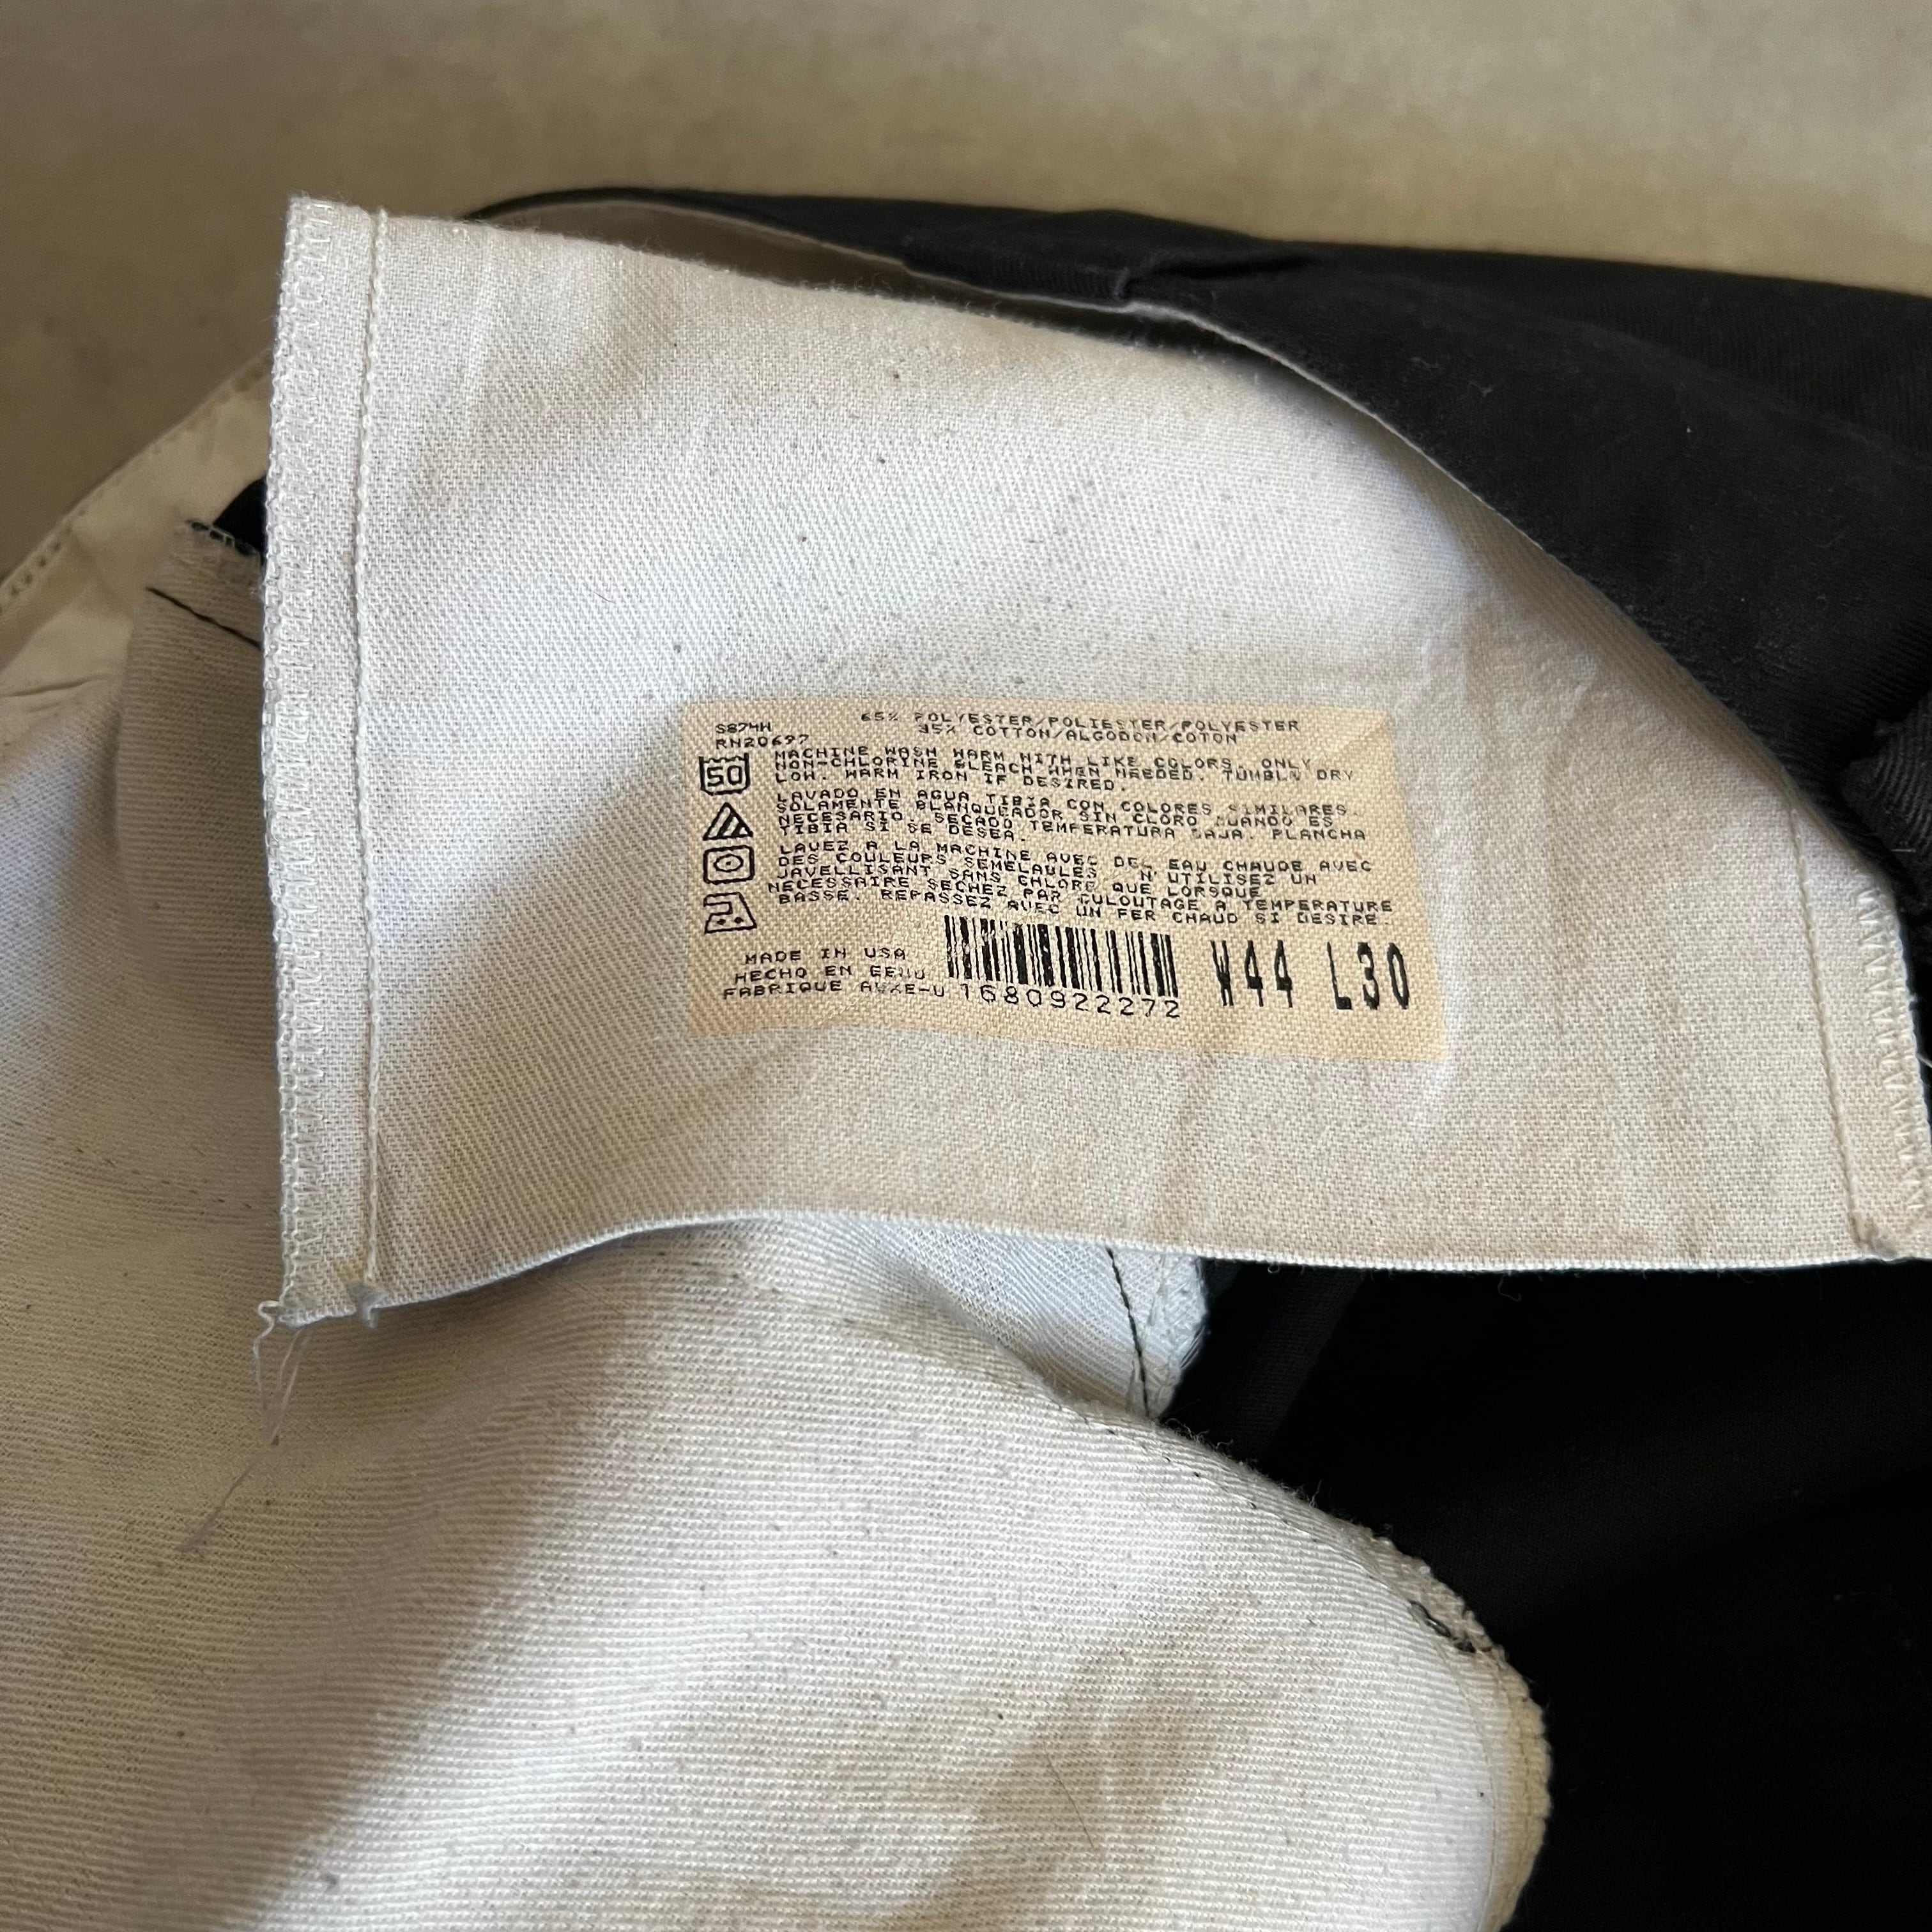 S874H
RN20697
65% POLYESTER/POLIESTER/POLYESTER
35% COTTON/ALGODON/COTON
50
MACHINE WASH WARM WITH LIKE COLORS. ONLY
NON-CHLORINE BLEACH WHEN NEEDED. TUMBLE DRY
LOW. WARM IRON IF DESIRED.
LAVADO EN AGUA TIBIA CON COLORES SIMILARES
SOLAMENTE BLANQUEADOR SIN CLORO CUANDO ES
NECESARIO. SECADO TEMPERATURA BAJA. PLANCHA
TIBIA SI SE DESEA.
LAVEZ A LA MACHINE AVEC DE L EAU CHAUDE AVEC
DES COULEURS N UTILISEZ UN
JAVELLISANT SANS CHLORE QUE LORSQUE
NECESSAIRE SECHEZ PAR CULOUTAGE A TEMPERATURE
BASSE. REPASSEZ AVEC UN FER CHAUD SI DESIRE
MADE IN USA
HECHO EN EEUU
FABRIQUE E-U
1680922272
W44 L30